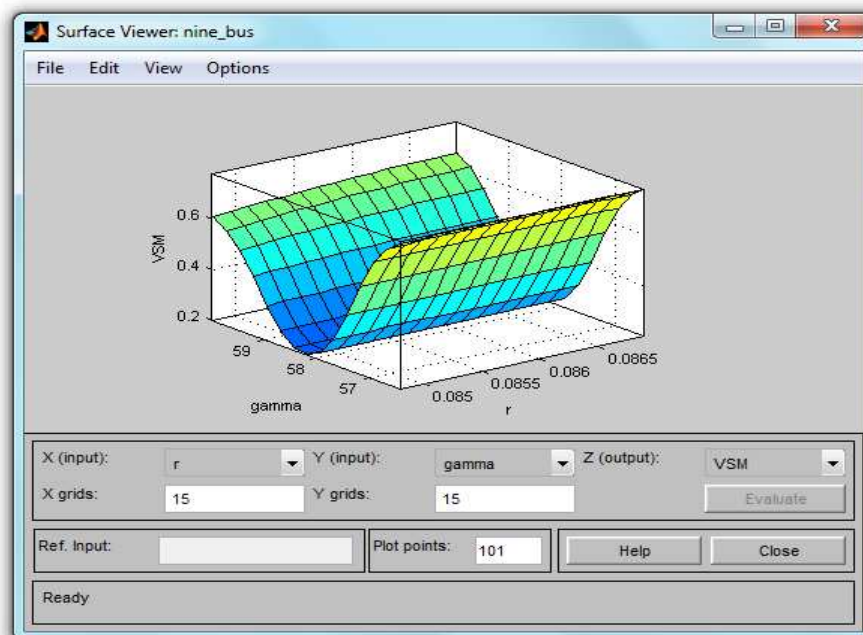 Surface Viewer: nine_bus
File Edit View Options
0.6
0.4
0.2
VSM
59
58
57
gamma
0.085
0.0855
0.086
0.0865
r
X (input): r Y (input): gamma Z (output): VSM
X grids: 15 Y grids: 15 Evaluate
Ref. Input: Plot points: 101 Help Close
Ready